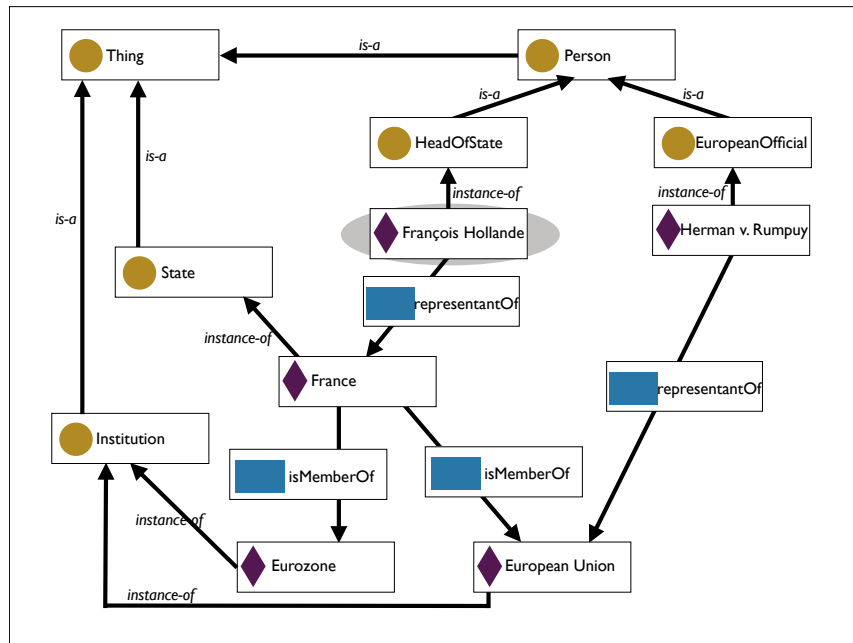 is-a
Thing
Person
is-a
is-a
HeadOfState
EuropeanOfficial
is-a
instance-of
instance-of
is-a
François Hollande
Herman v. Rumpuy
State
representantOf
instance-of
France
representantOf
Institution
isMemberOf
isMemberOf
instance-of
Eurozone
European Union
instance-of